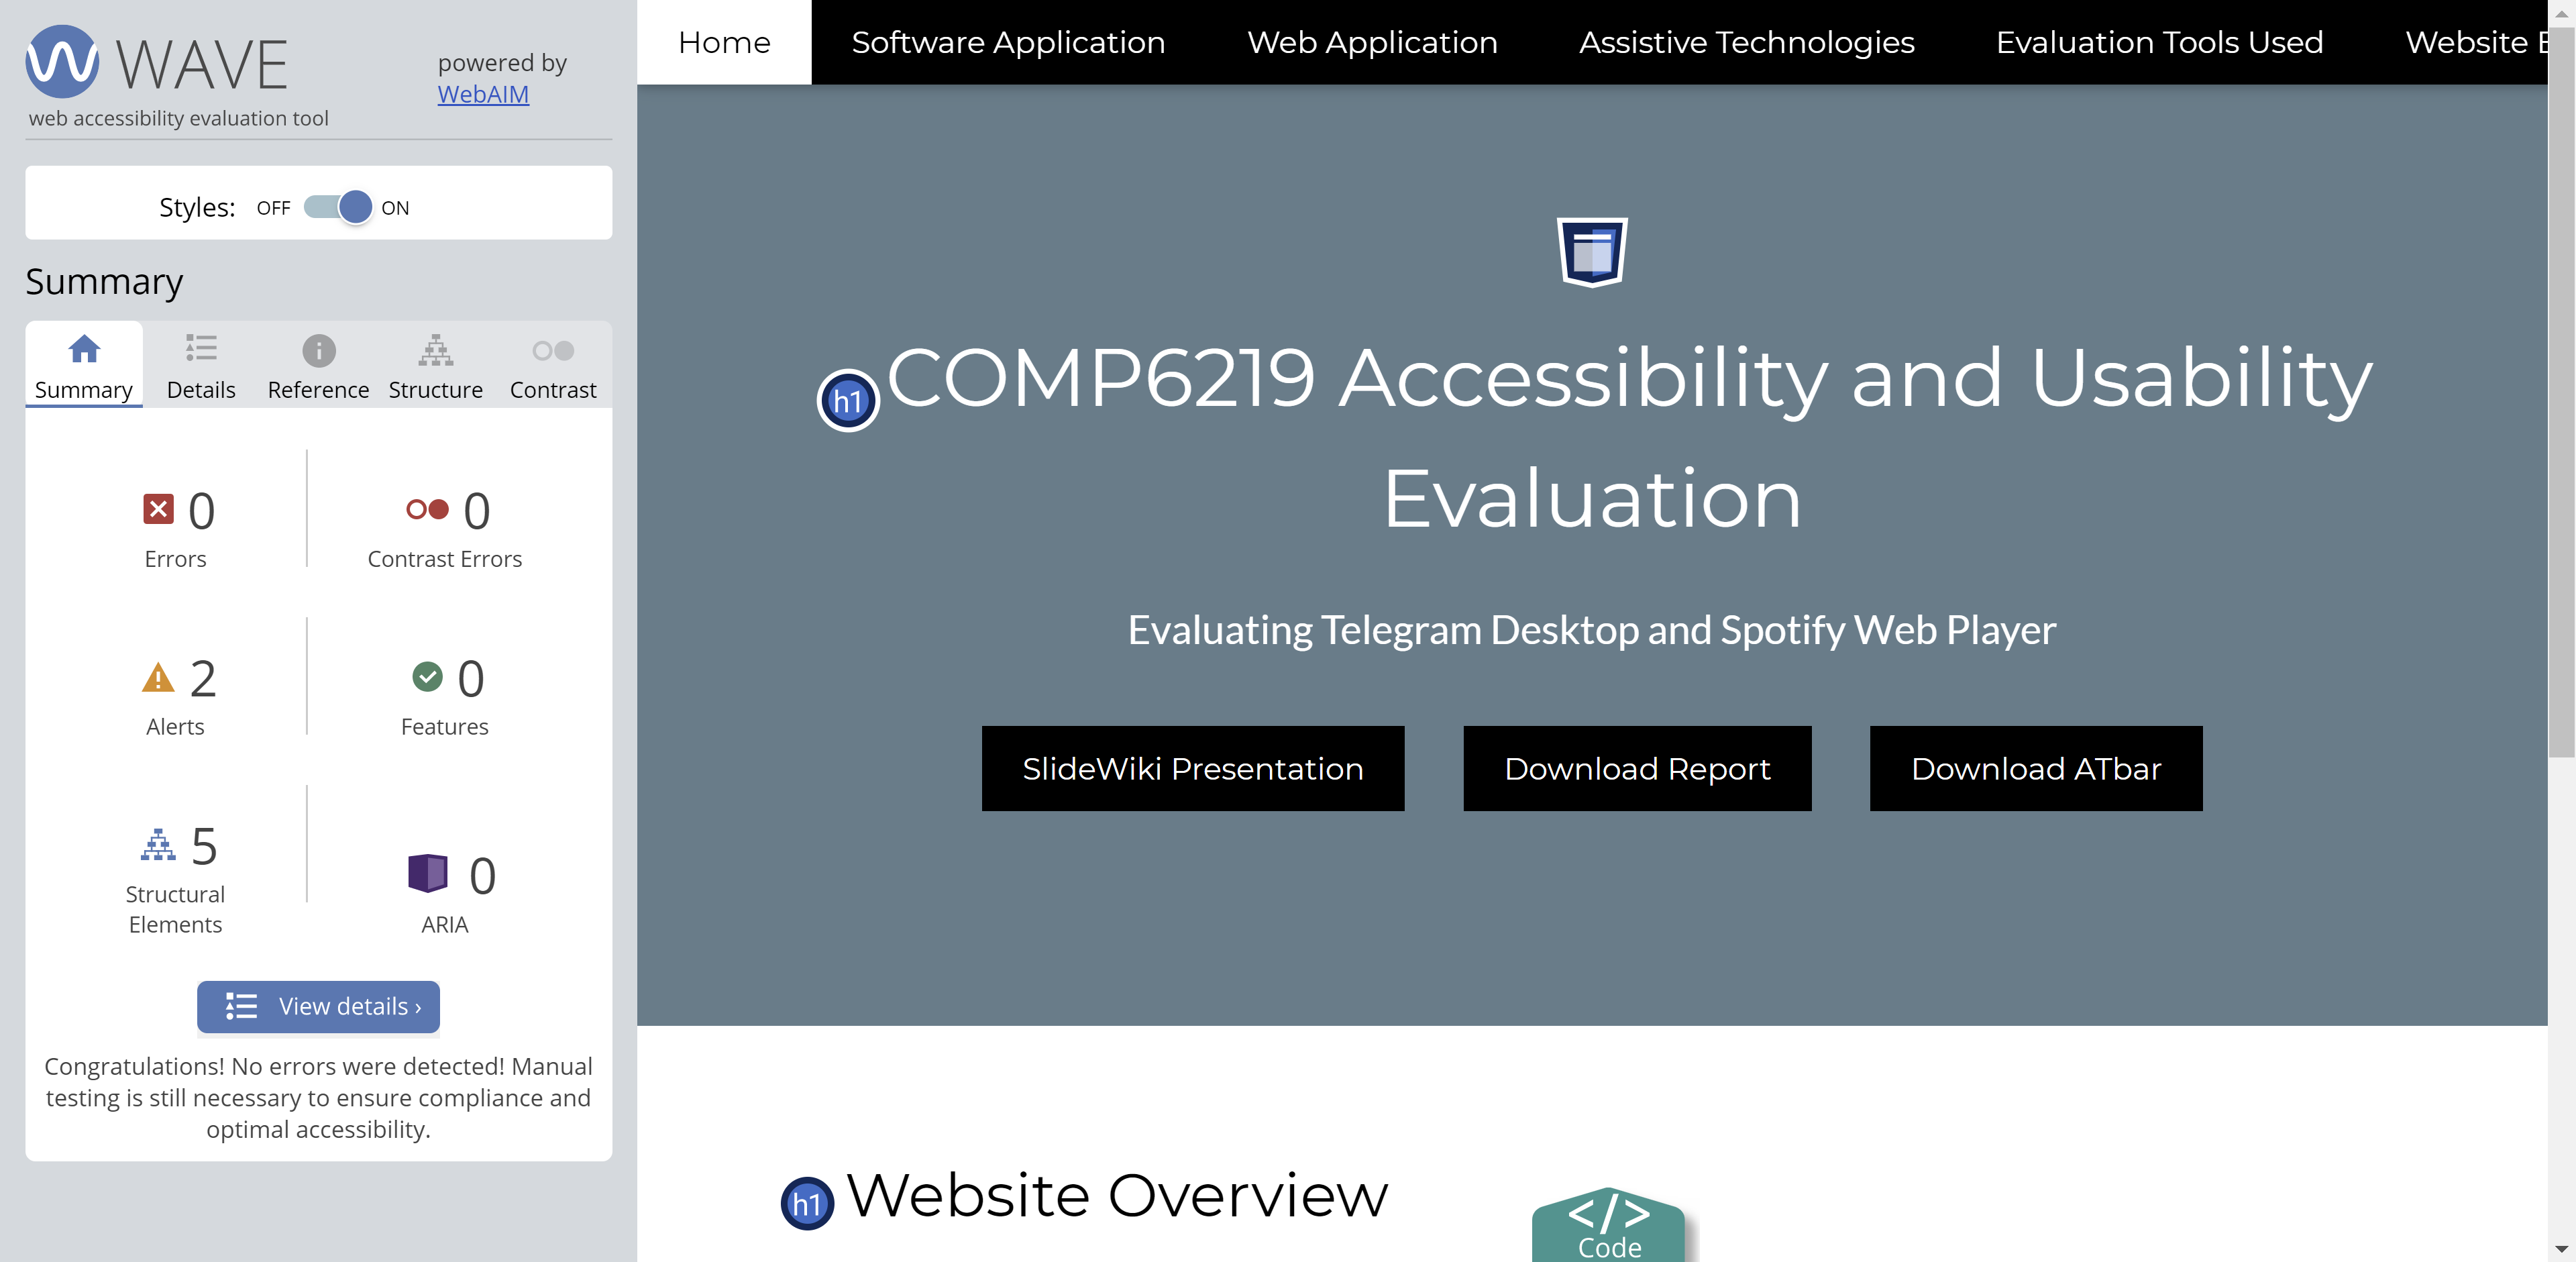 WAVE
powered by
WebAIM
web accessibility evaluation tool
Styles: OFF ON
Summary
Summary Details Reference Structure Contrast
0 Errors
0 Contrast Errors
2 Alerts
0 Features
5 Structural
Elements
0 ARIA
View details ›
Congratulations! No errors were detected! Manual
testing is still necessary to ensure compliance and
optimal accessibility.
Home Software Application Web Application Assistive Technologies Evaluation Tools Used Website
h1 COMP6219 Accessibility and Usability
Evaluation
Evaluating Telegram Desktop and Spotify Web Player
SlideWiki Presentation Download Report Download ATbar
h1 Website Overview
</>
Code